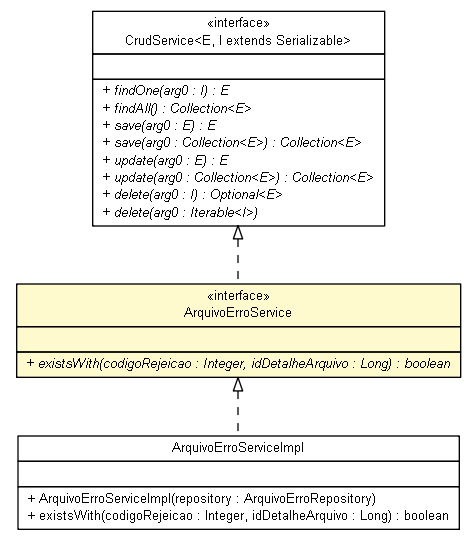 «interface»
CrudService<E, I extends Serializable>
+ findOne(arg0 : I) : E
+ findAll() : Collection<E>
+ save(arg0 : E) : E
+ save(arg0 : Collection<E>) : Collection<E>
+ update(arg0 : E) : E
+ update(arg0 : Collection<E>) : Collection<E>
+ delete(arg0 : I) : Optional<E>
+ delete(arg0 : Iterable<I>)
«interface»
ArquivoErroService
+ existsWith(codigoRejeicao : Integer, idDetalheArquivo : Long) : boolean
ArquivoErroServiceImpl
+ ArquivoErroServiceImpl(repository : ArquivoErroRepository)
+ existsWith(codigoRejeicao : Integer, idDetalheArquivo : Long) : boolean